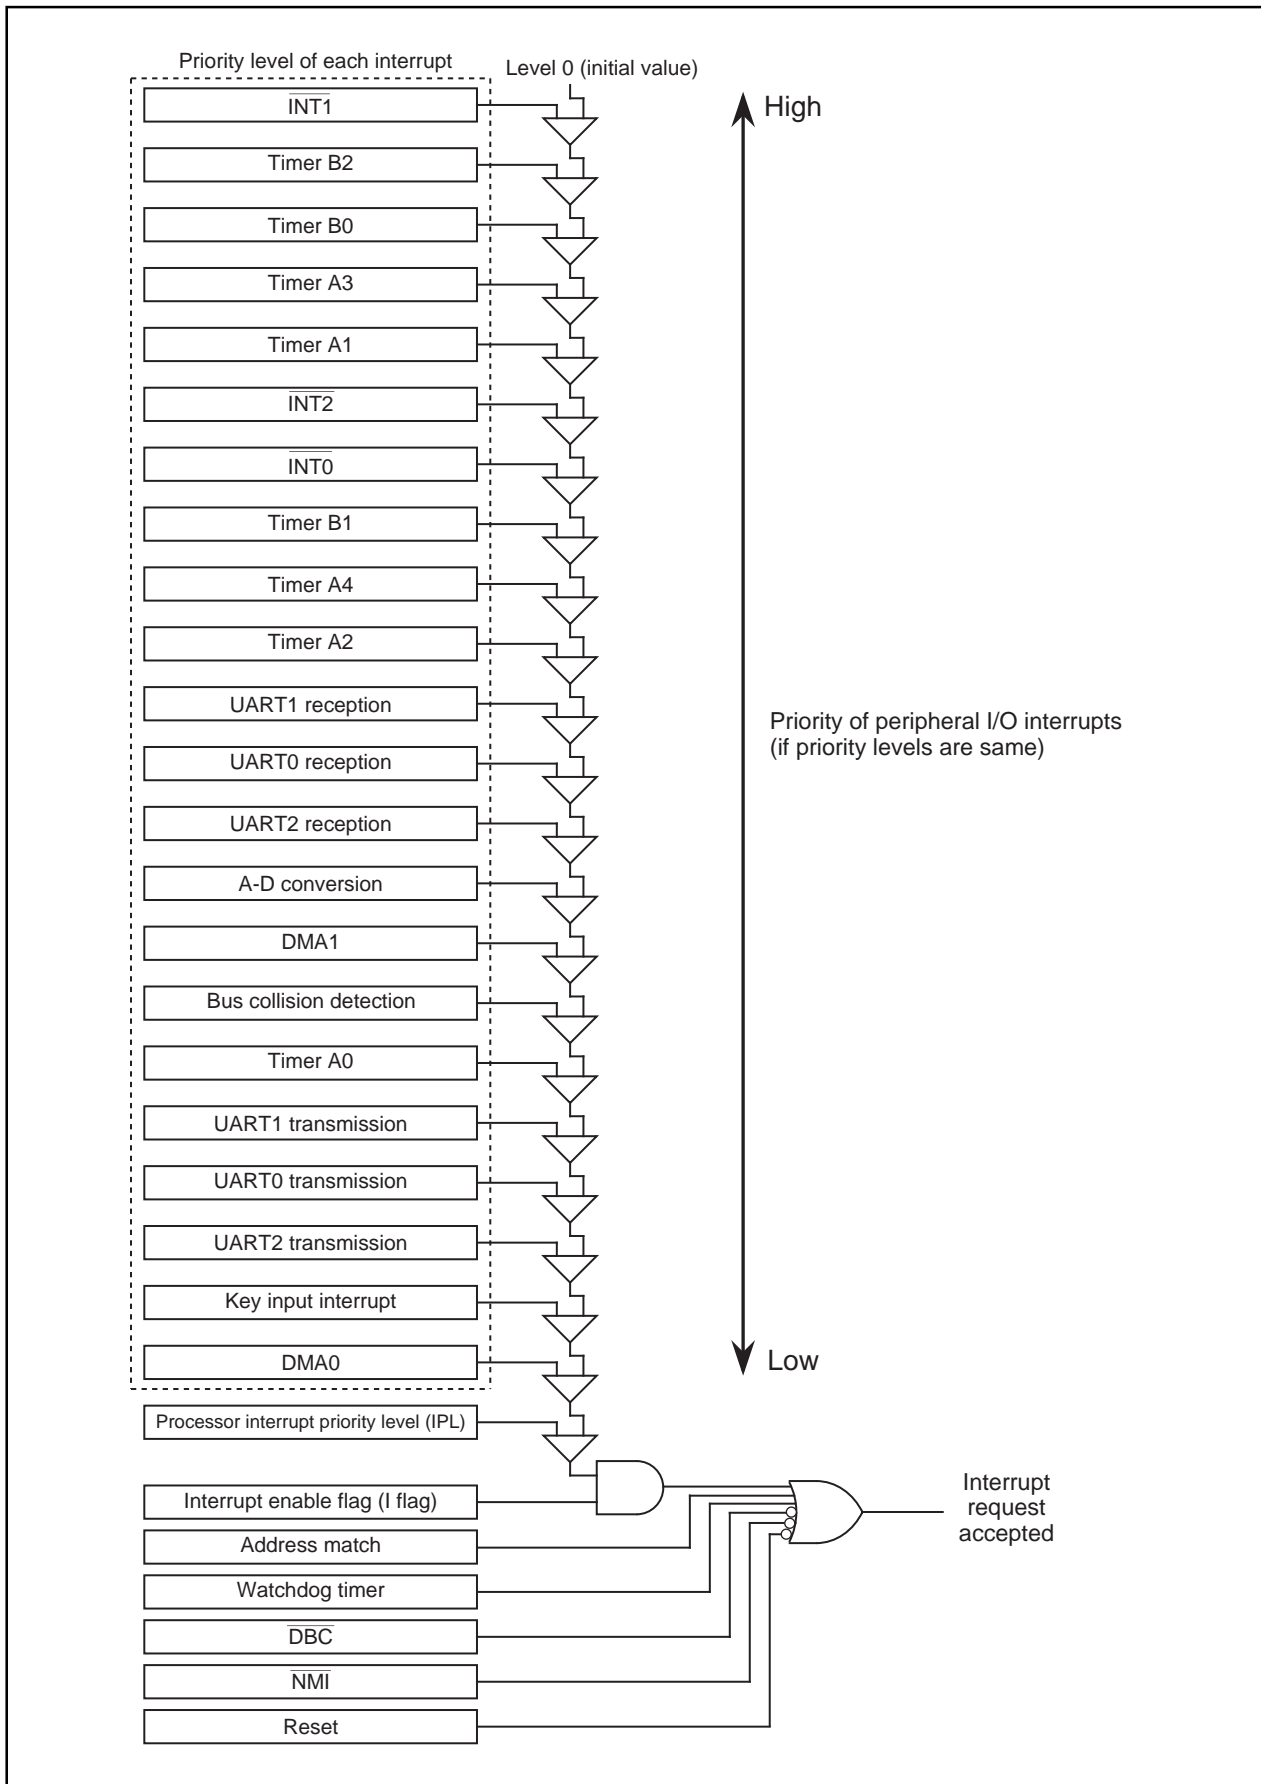 Priority level of each interrupt
Level 0 (initial value)
High
INT1
Timer B2
Timer B0
Timer A3
Timer A1
INT2
INT0
Timer B1
Timer A4
Timer A2
UART1 reception
Priority of peripheral I/O interrupts
(if priority levels are same)
UART0 reception
UART2 reception
A-D conversion
DMA1
Bus collision detection
Timer A0
UART1 transmission
UART0 transmission
UART2 transmission
Key input interrupt
DMA0
Low
Processor interrupt priority level (IPL)
Interrupt enable flag (I flag)
Interrupt
request
accepted
Address match
Watchdog timer
DBC
NMI
Reset